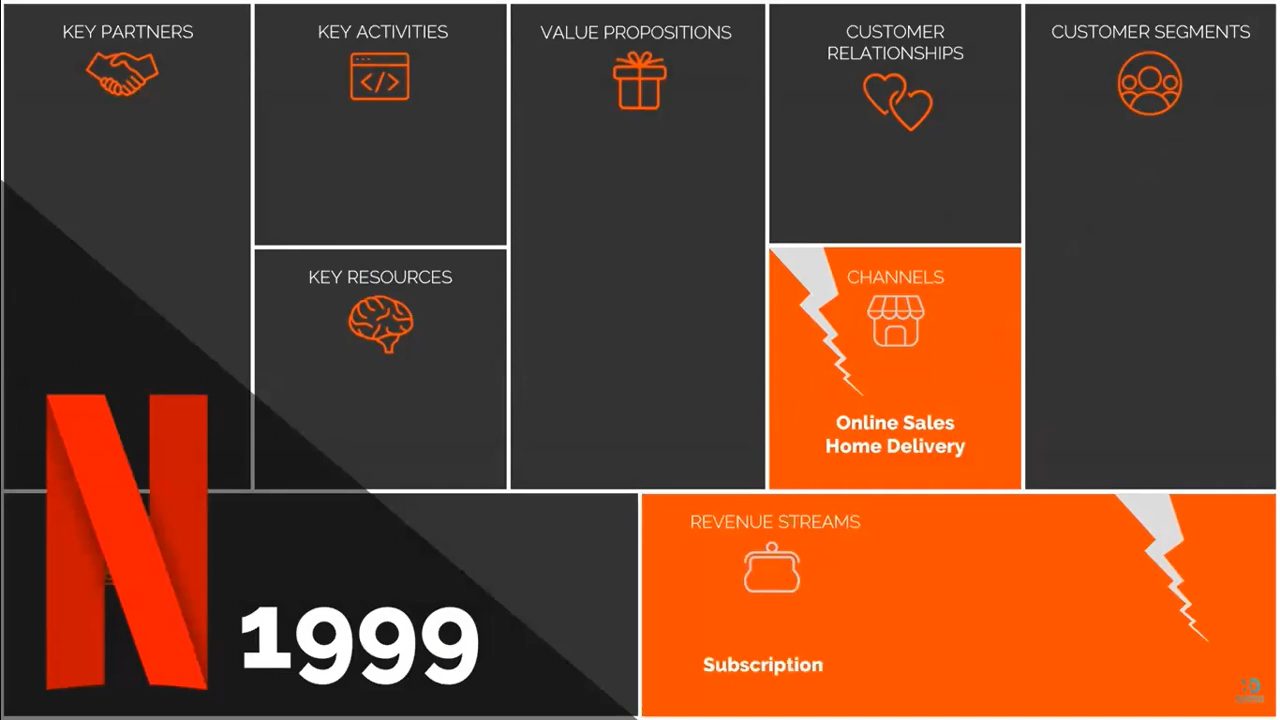 KEY PARTNERS
KEY ACTIVITIES
VALUE PROPOSITIONS
CUSTOMER
RELATIONSHIPS
CUSTOMER SEGMENTS
KEY RESOURCES
CHANNELS
Online Sales
Home Delivery
REVENUE STREAMS
Subscription
N
1999